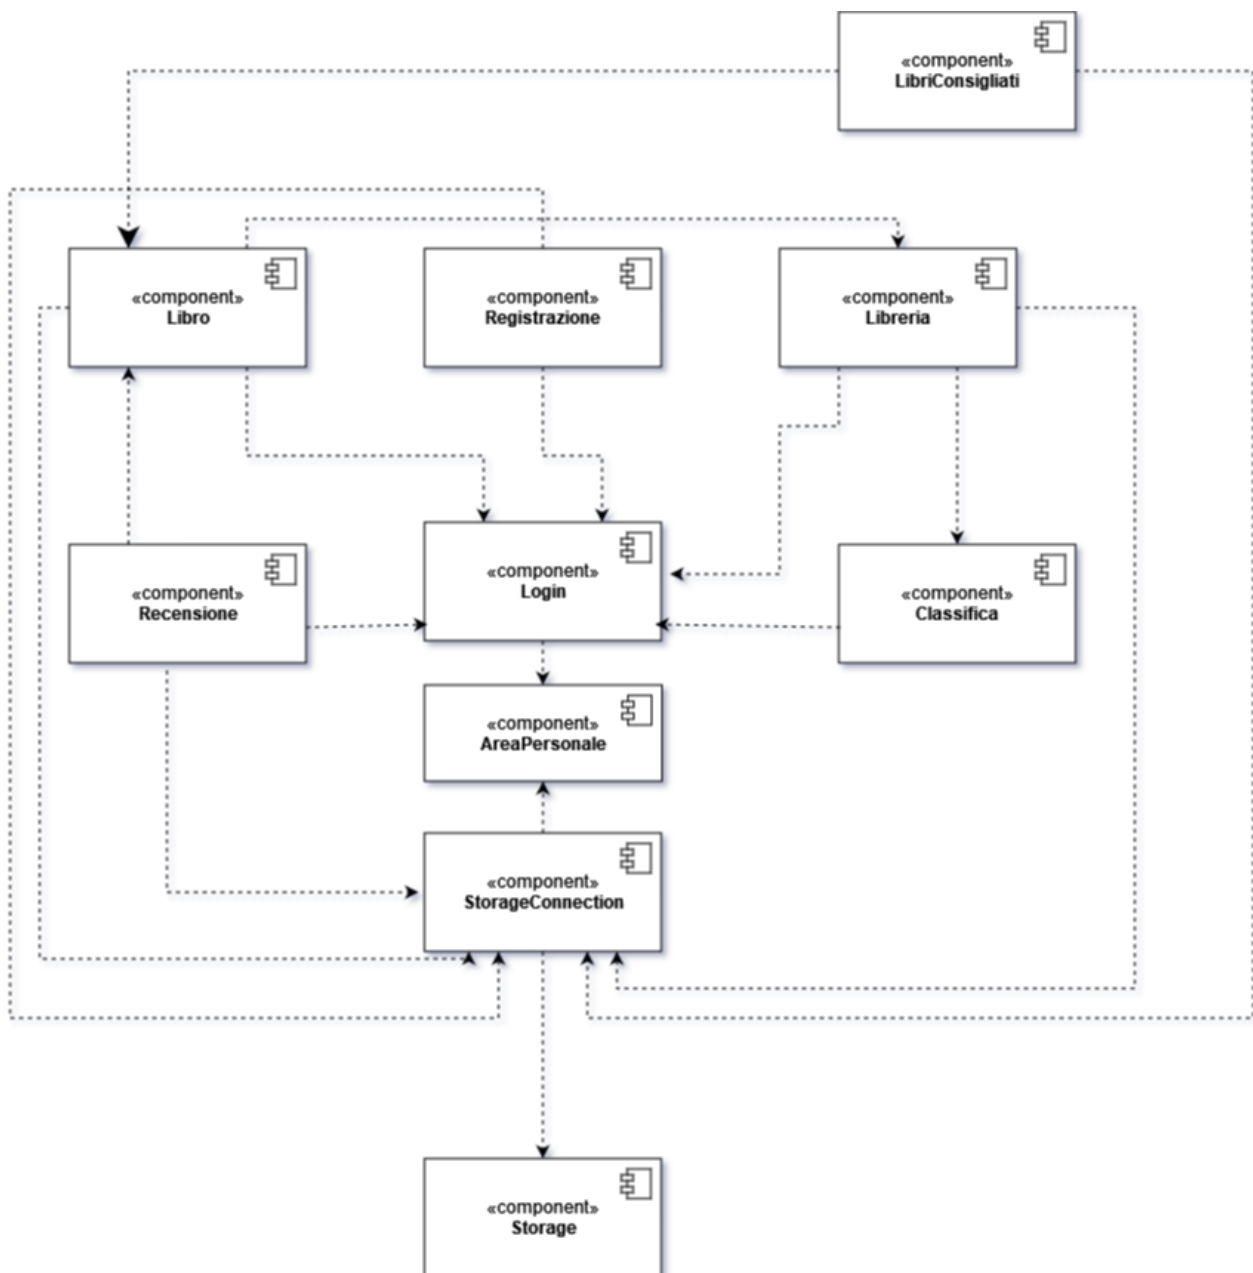 «component»
LibriConsigliati
«component»
Libro
«component»
Registrazione
«component»
Libreria
«component»
Recensione
«component»
Login
«component»
Classifica
«component»
AreaPersonale
«component»
StorageConnection
«component»
Storage